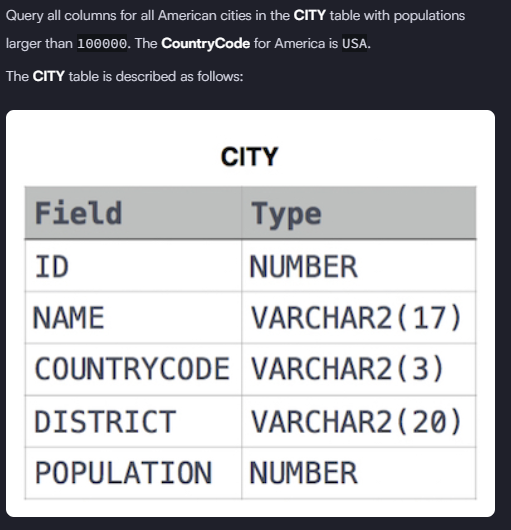 Query all columns for all American cities in the CITY table with populations
larger than 100000. The CountryCode for America is USA.
The CITY table is described as follows:
CITY
Field Type
ID NUMBER
NAME VARCHAR2(17)
COUNTRYCODE VARCHAR2(3)
DISTRICT VARCHAR2(20)
POPULATION NUMBER